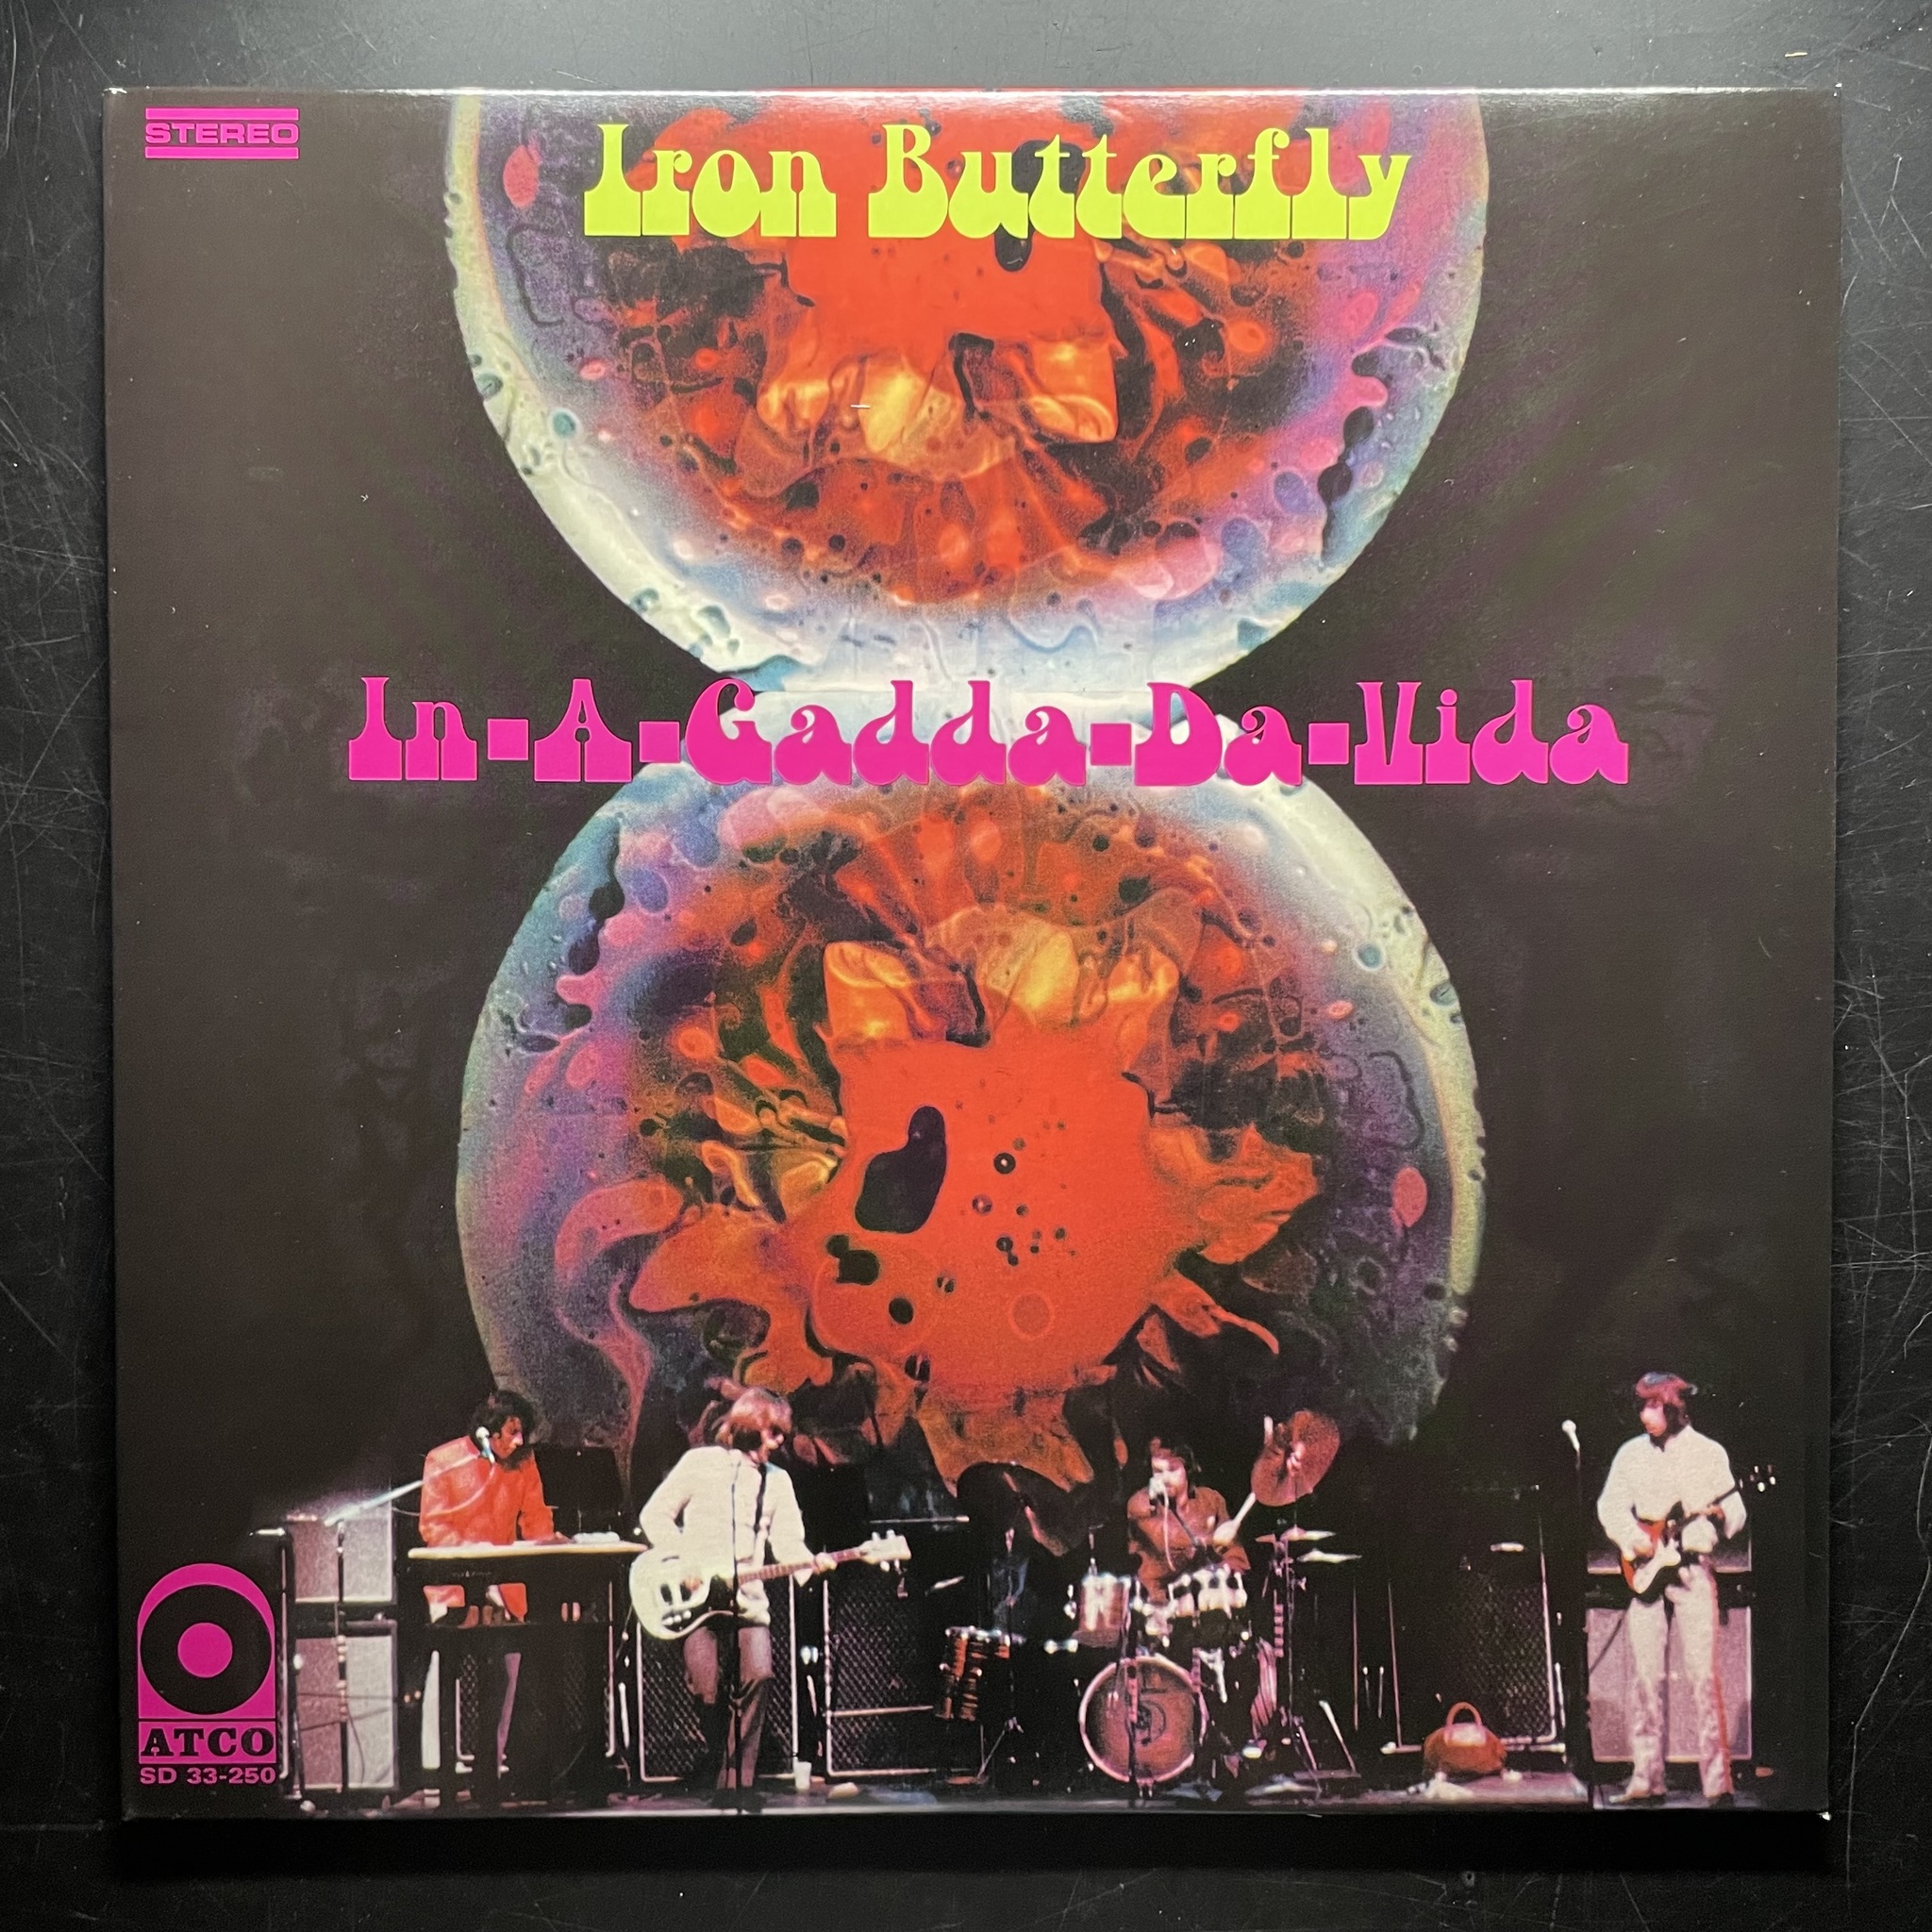 STEREO
Iron Butterfly
In-A-Gadda-Da-Vida
ATCO
SD 33-250